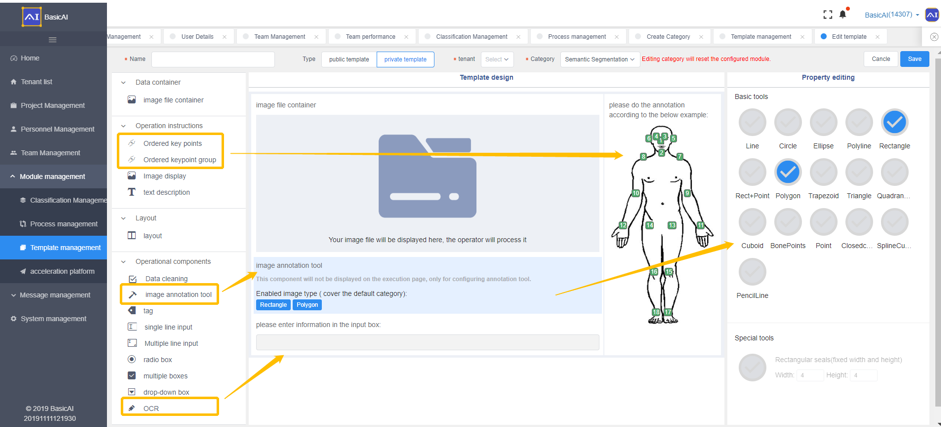 BasicAI
BasicAI(14307)
Management
User Details
Team Management
Team performance
Classification Management
Process management
Create Category
Template management
Edit template
Home
Tenant list
Project Management
Personnel Management
Team Management
Module management
Classification Manageme
Process management
Template management
acceleration platform
Message management
System management
© 2019 BasicAI
20191111121930
* Name
Type public template private template
* tenant Select
* Category Semantic Segmentation
Editing category will reset the configured module.
Cancle Save
Data container
image file container
Operation instructions
Ordered key points
Ordered keypoint group
Image display
text description
Layout
layout
Operational components
Data cleaning
image annotation tool
tag
single line input
Multiple line input
radio box
multiple boxes
drop-down box
OCR
Template design
image file container
Your image file will be displayed here, the operator will process it
image annotation tool
This component will not be displayed on the execution page, only for configuring annotation tool.
Enabled image type ( cover the default category):
Rectangle Polygon
please enter information in the input box:
please do the annotation
according to the below example:
Property editing
Basic tools
Line Circle Ellipse Polyline Rectangle
Rect+Point Polygon Trapezoid Triangle Quadran...
Cuboid BonePoints Point Closedc... SplineCu...
PencilLine
Special tools
Rectangular seals(fixed width and height)
Width 4 Height 4